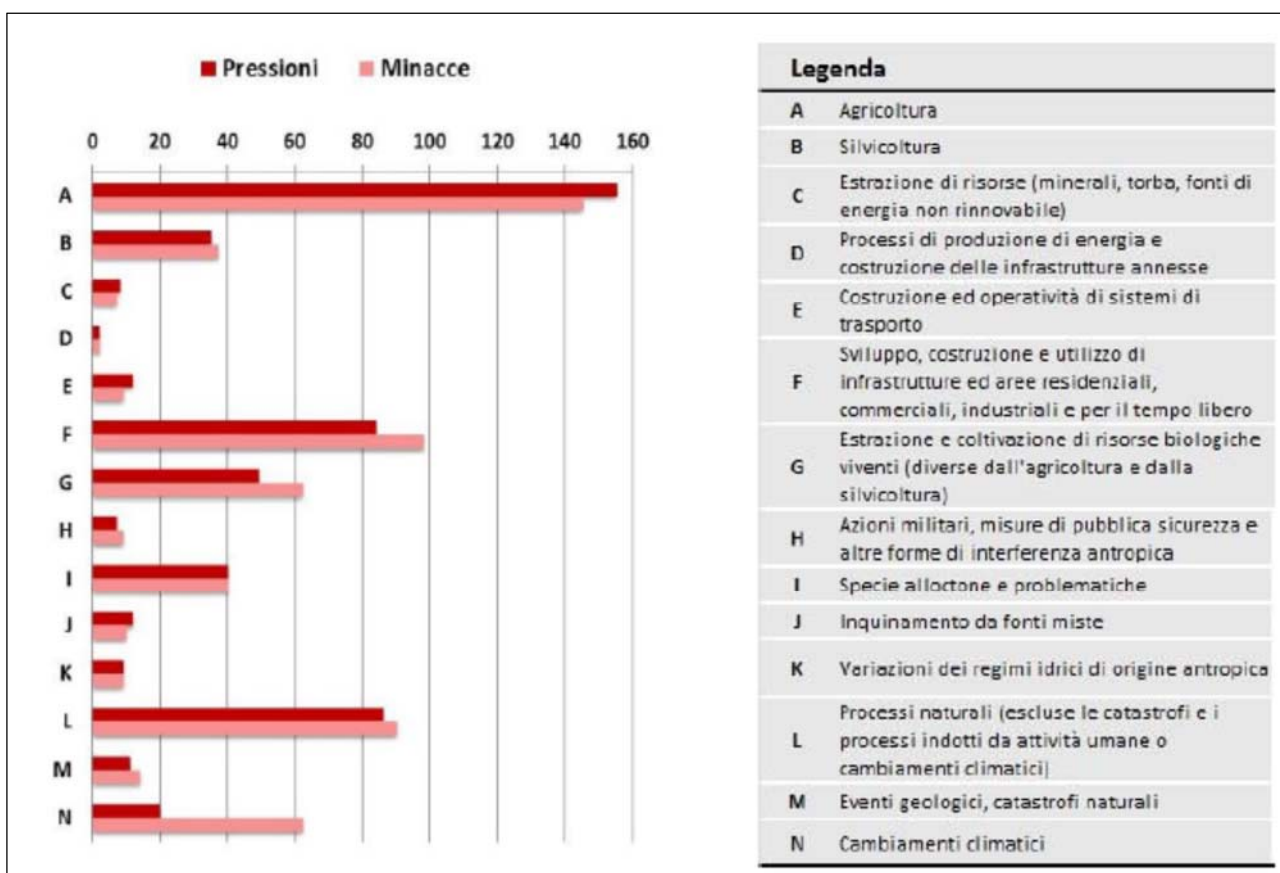 Pressioni Minacce
0 20 40 60 80 100 120 140 160
A
B
C
D
E
F
G
H
I
J
K
L
M
N
Legenda
A Agricoltura
B Silvicoltura
C Estrazione di risorse (minerali, torba, fonti di
energia non rinnovabile)
D Processi di produzione di energia e
costruzione delle infrastrutture annesse
E Costruzione ed operatività di sistemi di
trasporto
F Sviluppo, costruzione e utilizzo di
infrastrutture ed aree residenziali,
commerciali, industriali e per il tempo libero
G Estrazione e coltivazione di risorse biologiche
viventi (diverse dall'agricoltura e dalla
silvicoltura)
H Azioni militari, misure di pubblica sicurezza e
altre forme di interferenza antropica
I Specie alloctone e problematiche
J Inquinamento da fonti miste
K Variazioni dei regimi idrici di origine antropica
L Processi naturali (escluse le catastrofi e i
processi indotti da attività umane o
cambiamenti climatici)
M Eventi geologici, catastrofi naturali
N Cambiamenti climatici